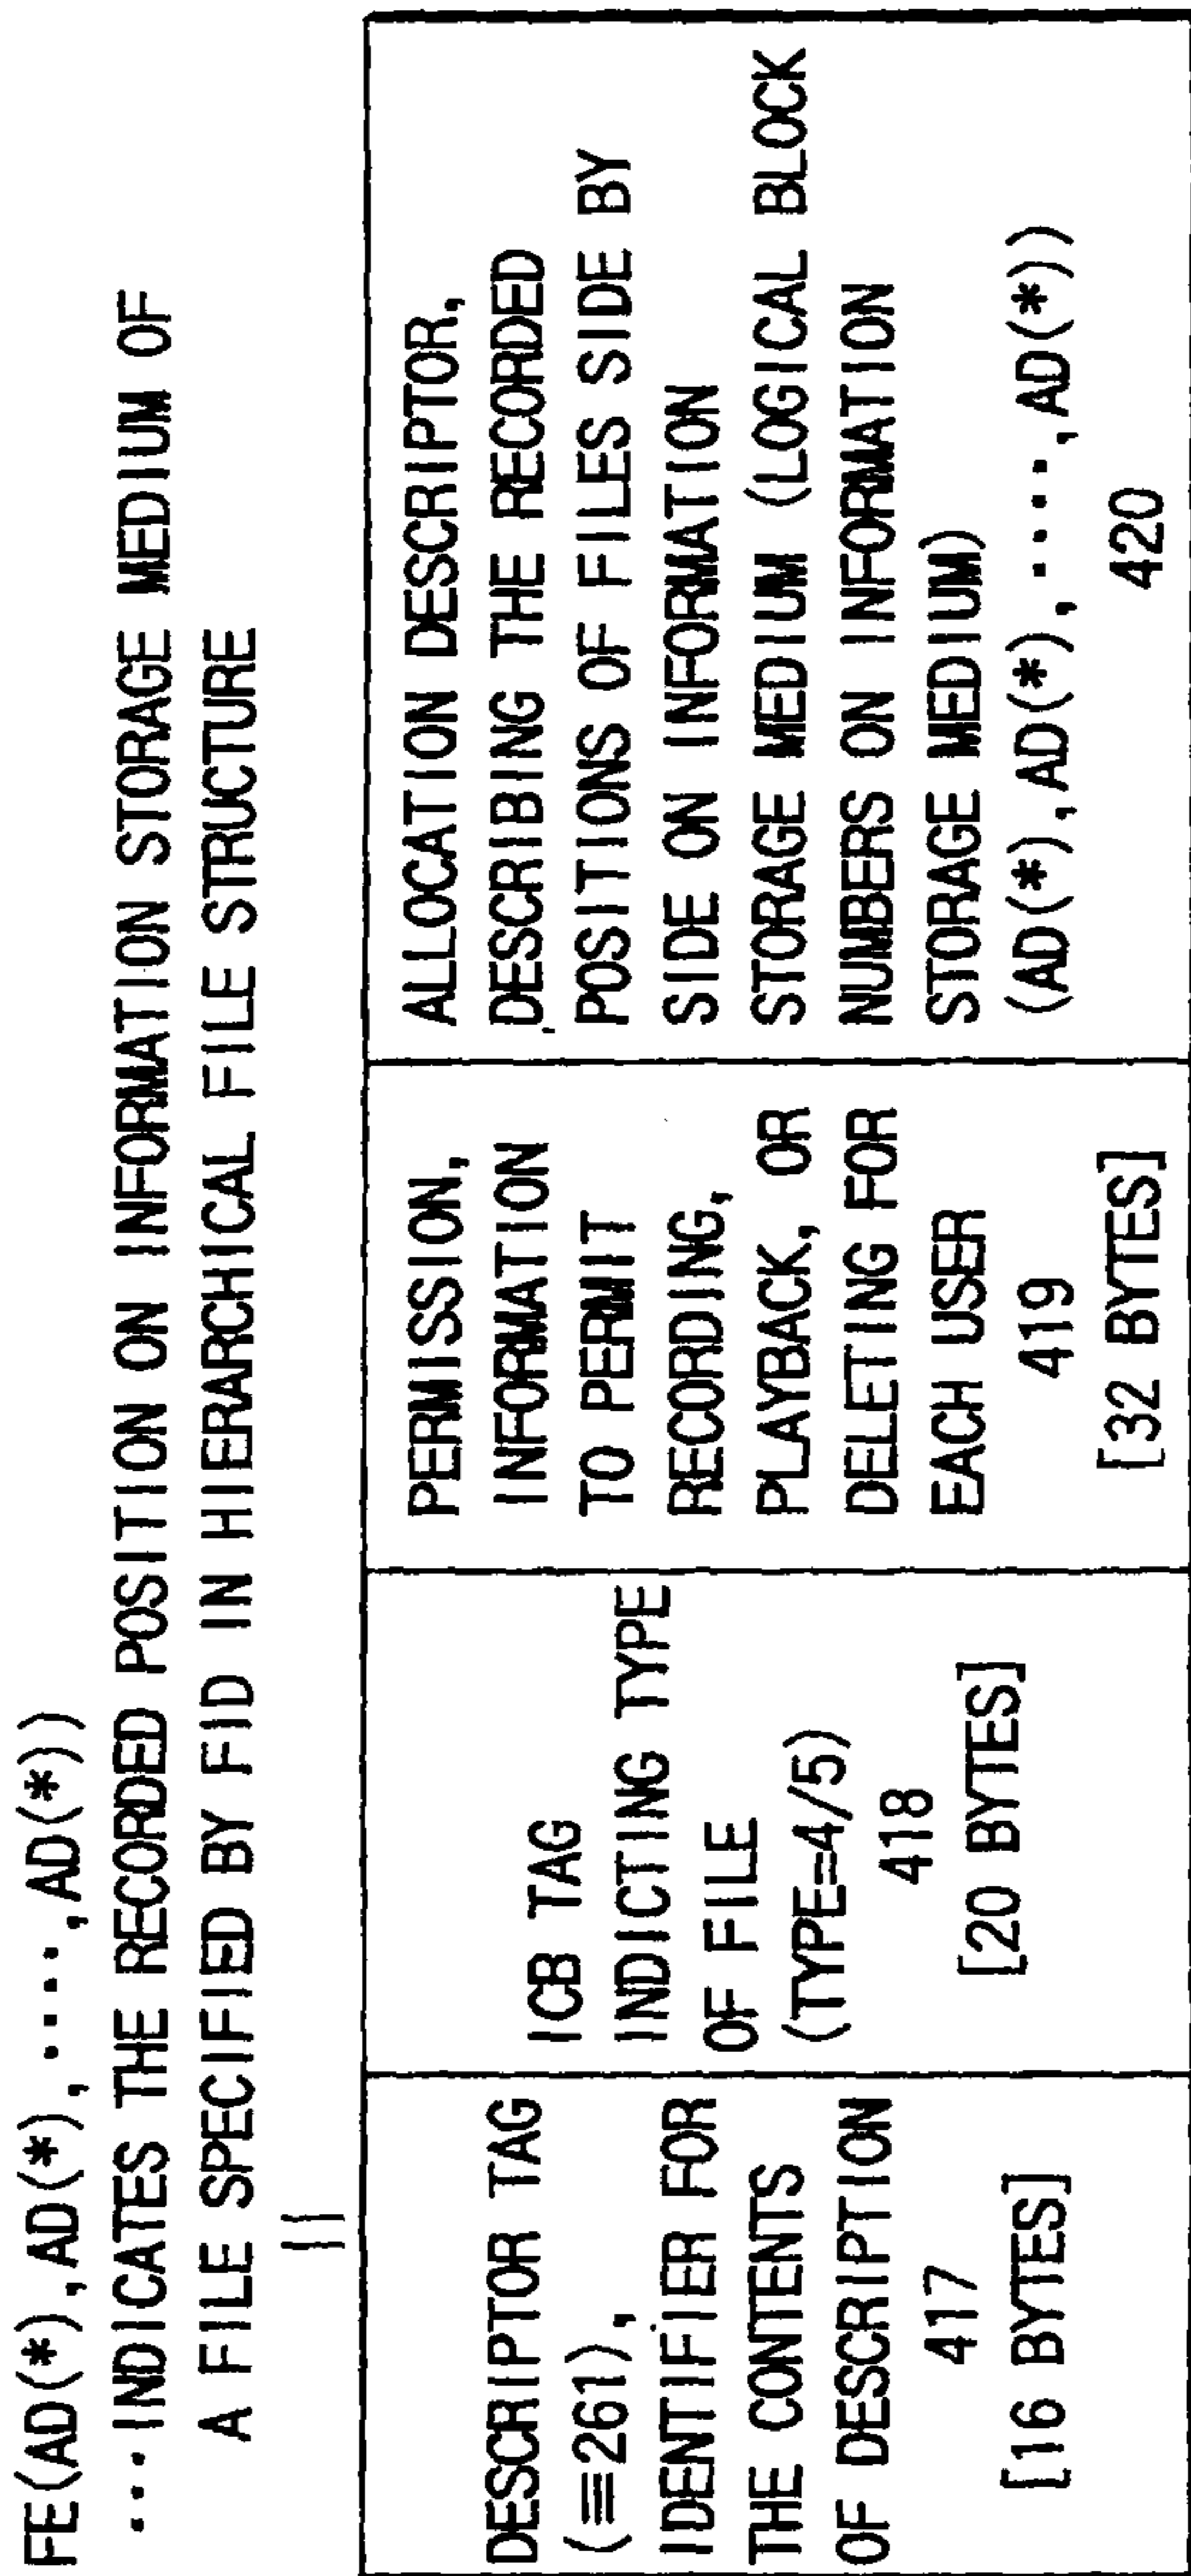 FE(AD(*),AD(*),····,AD(*))
···INDICATES THE RECORDED POSITION ON INFORMATION STORAGE MEDIUM OF
A FILE SPECIFIED BY FID IN HIERARCHICAL FILE STRUCTURE
||
DESCRIPTOR TAG
(≡261),
IDENTIFIER FOR
THE CONTENTS
OF DESCRIPTION
417
[16 BYTES]
ICB TAG
INDICTING TYPE
OF FILE
(TYPE=4/5)
418
[20 BYTES]
PERMISSION,
INFORMATION
TO PERMIT
RECORDING,
PLAYBACK, OR
DELETING FOR
EACH USER
419
[32 BYTES]
ALLOCATION DESCRIPTOR,
DESCRIBING THE RECORDED
POSITIONS OF FILES SIDE BY
SIDE ON INFORMATION
STORAGE MEDIUM (LOGICAL BLOCK
NUMBERS ON INFORMATION
STORAGE MEDIUM)
(AD(*),AD(*),····,AD(*))
420